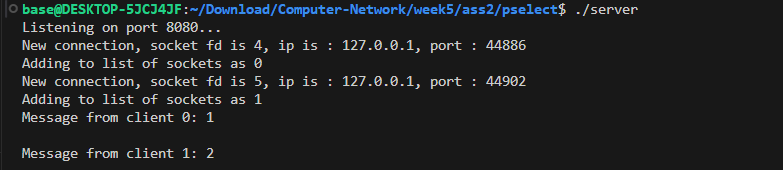 base@DESKTOP-5JCJ4JF:~/Download/Computer-Network/week5/ass2/pselect$ ./server
Listening on port 8080...
New connection, socket fd is 4, ip is : 127.0.0.1, port : 44886
Adding to list of sockets as 0
New connection, socket fd is 5, ip is : 127.0.0.1, port : 44902
Adding to list of sockets as 1
Message from client 0: 1
Message from client 1: 2